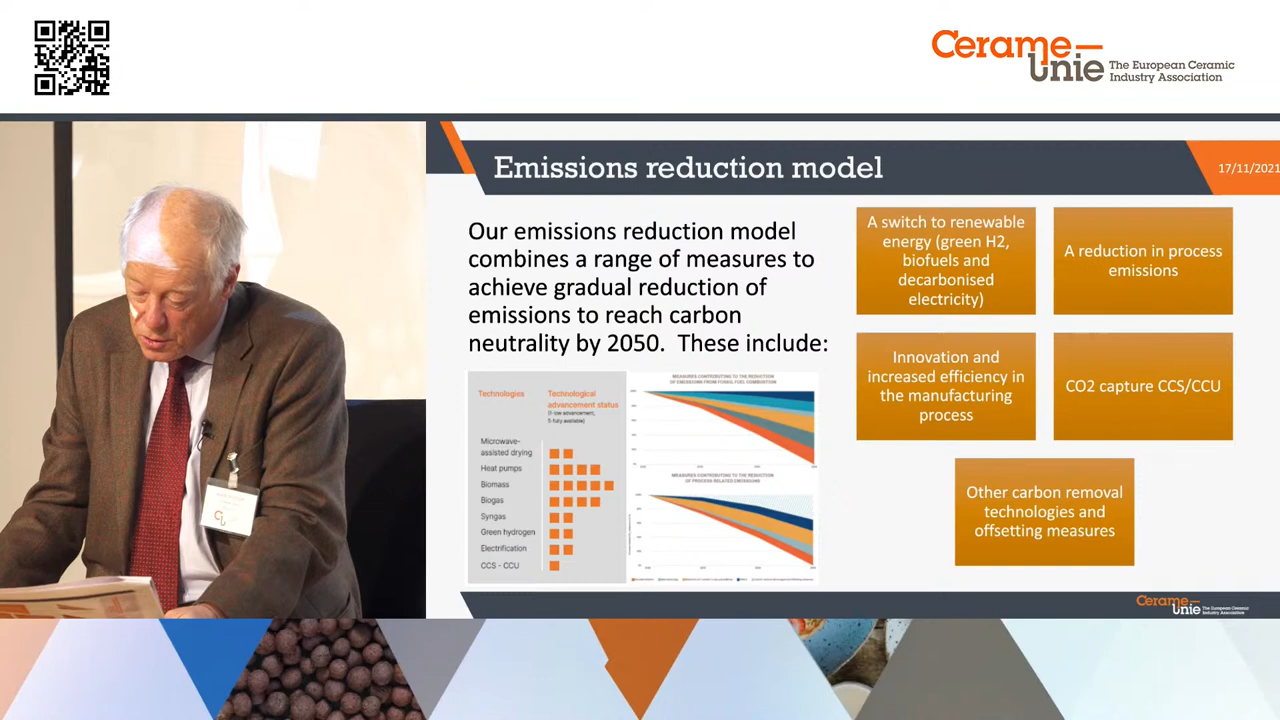 Cerame
Unie The European Ceramic
Industry Association
Emissions reduction model
17/11/2021
Our emissions reduction model
combines a range of measures to
achieve gradual reduction of
emissions to reach carbon
neutrality by 2050. These include:
Technologies
Technological
advancement status
(1-low advancement,
5-fully available)
Microwave-
assisted drying
Heat pumps
Biomass
Biogas
Syngas
Green hydrogen
Electrification
CCS - CCU
MEASURES CONTRIBUTING TO THE REDUCTION
OF EMISSIONS FROM FOSSIL FUEL COMBUSTION
MEASURES CONTRIBUTING TO THE REDUCTION
OF PROCESS RELATED EMISSIONS
A switch to renewable
energy (green H2,
biofuels and
decarbonised
electricity)
A reduction in process
emissions
Innovation and
increased efficiency in
the manufacturing
process
CO2 capture CCS/CCU
Other carbon removal
technologies and
offsetting measures
Cerame
Unie The European Ceramic
Industry Association